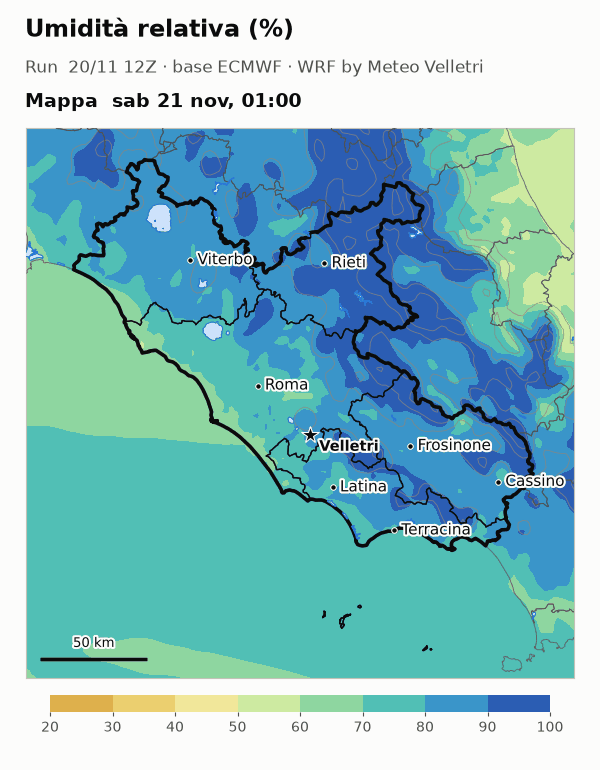 Umidità relativa (%)
Run  20/11 12Z · base ECMWF · WRF by Meteo Velletri
Mappa  sab 21 nov, 01:00
Viterbo
Rieti
Roma
Velletri
Frosinone
Latina
Cassino
Terracina
50 km
20 30 40 50 60 70 80 90 100